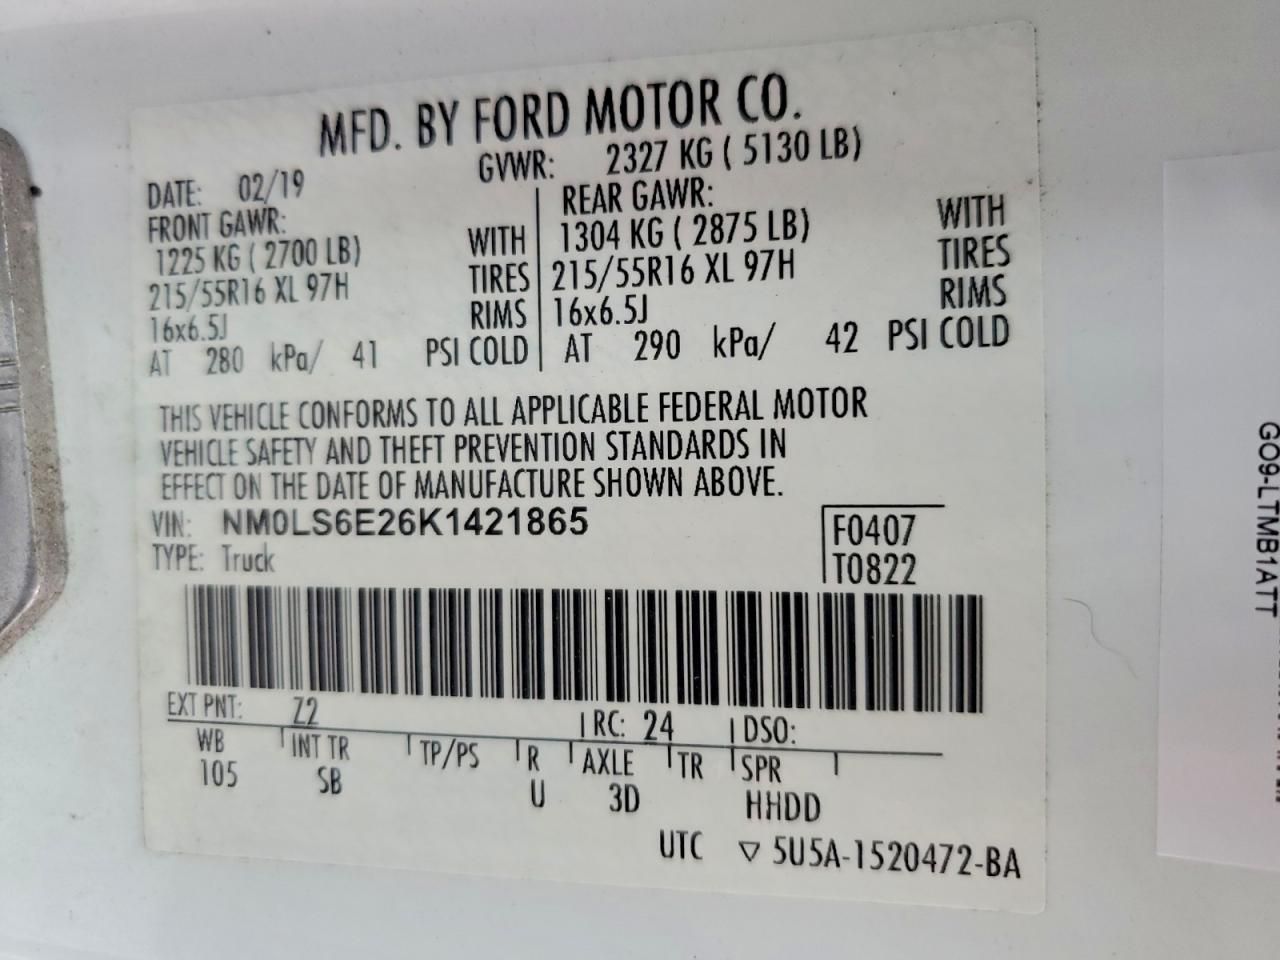 MFD. BY FORD MOTOR CO.
DATE: 02/19 GVWR: 2327 KG ( 5130 LB)
FRONT GAWR:
1225 KG ( 2700 LB) WITH
215/55R16 XL 97H TIRES
16x6.5J RIMS
AT 280 kPa/ 41 PSI COLD
REAR GAWR:
1304 KG ( 2875 LB) WITH
215/55R16 XL 97H TIRES
16x6.5J RIMS
AT 290 kPa/ 42 PSI COLD
THIS VEHICLE CONFORMS TO ALL APPLICABLE FEDERAL MOTOR
VEHICLE SAFETY AND THEFT PREVENTION STANDARDS IN
EFFECT ON THE DATE OF MANUFACTURE SHOWN ABOVE.
VIN: NM0LS6E26K1421865
TYPE: Truck
F0407
T0822
EXT PNT: Z2 RC: 24 DSO:
WB INT TR TP/PS R AXLE TR SPR
105 SB U 3D HHDD
UTC ▽ 5U5A-1520472-BA
GO9-LTMB1ATT